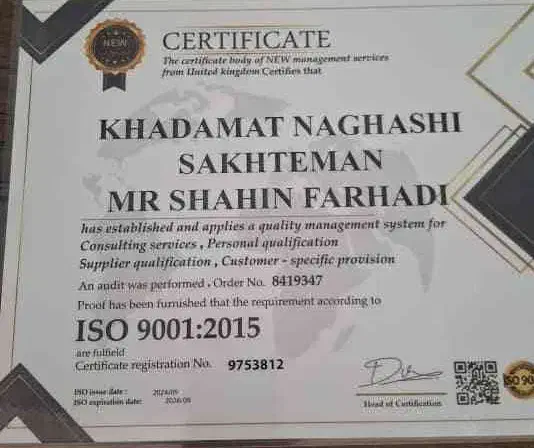 NEW
CERTIFICATE
The certificate body of NEW management services
from United kingdom Certifies that
KHADAMAT NAGHASHI
SAKHTEMAN
MR SHAHIN FARHADI
has established and applies a quality management system for
Consulting services , Personal qualification
Supplier qualification , Customer - specific provision
An audit was performed . Order No. 8419347
Proof has been furnished that the requirement according to
ISO 9001:2015
are fulfield
Certificate registration No. 9753812
ISO issue date :
ISO expiration date:
Head of Certification
ISO 90